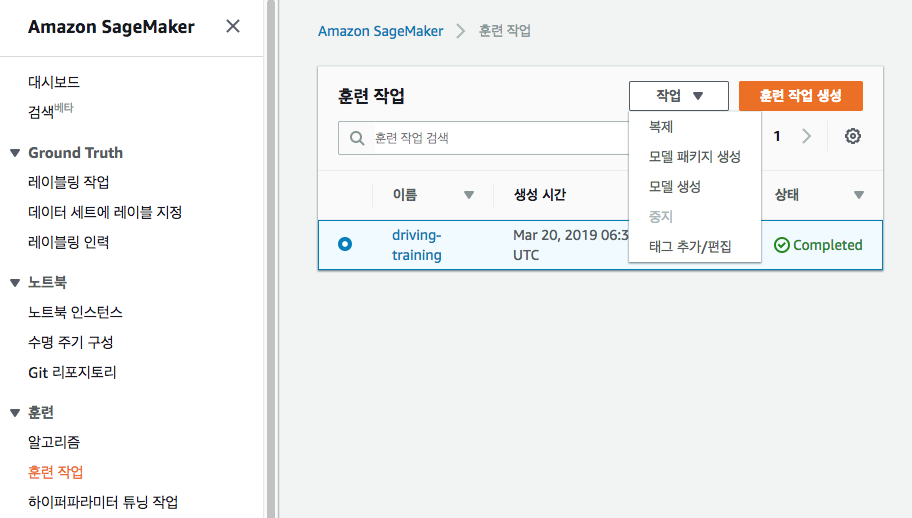 Amazon SageMaker
대시보드
검색베타
Ground Truth
레이블링 작업
데이터 세트에 레이블 지정
레이블링 인력
노트북
노트북 인스턴스
수명 주기 구성
Git 리포지토리
훈련
알고리즘
훈련 작업
하이퍼파라미터 튜닝 작업
Amazon SageMaker 훈련 작업
훈련 작업
작업
훈련 작업 생성
훈련 작업 검색
1
복제
모델 패키지 생성
모델 생성
중지
태그 추가/편집
이름 생성 시간 상태
driving- Mar 20, 2019 06:3 Completed
training UTC